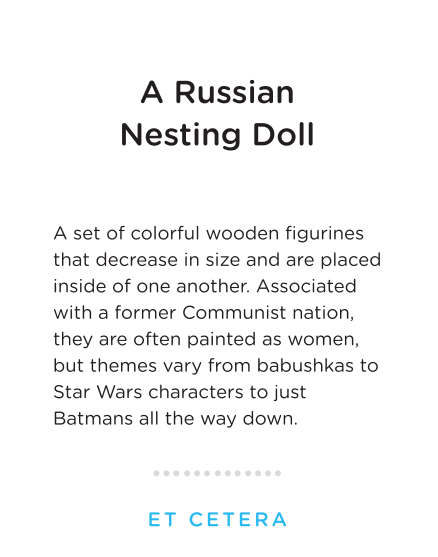 A Russian
Nesting Doll
A set of colorful wooden figurines
that decrease in size and are placed
inside of one another. Associated
with a former Communist nation,
they are often painted as women,
but themes vary from babushkas to
Star Wars characters to just
Batmans all the way down.
ET CETERA